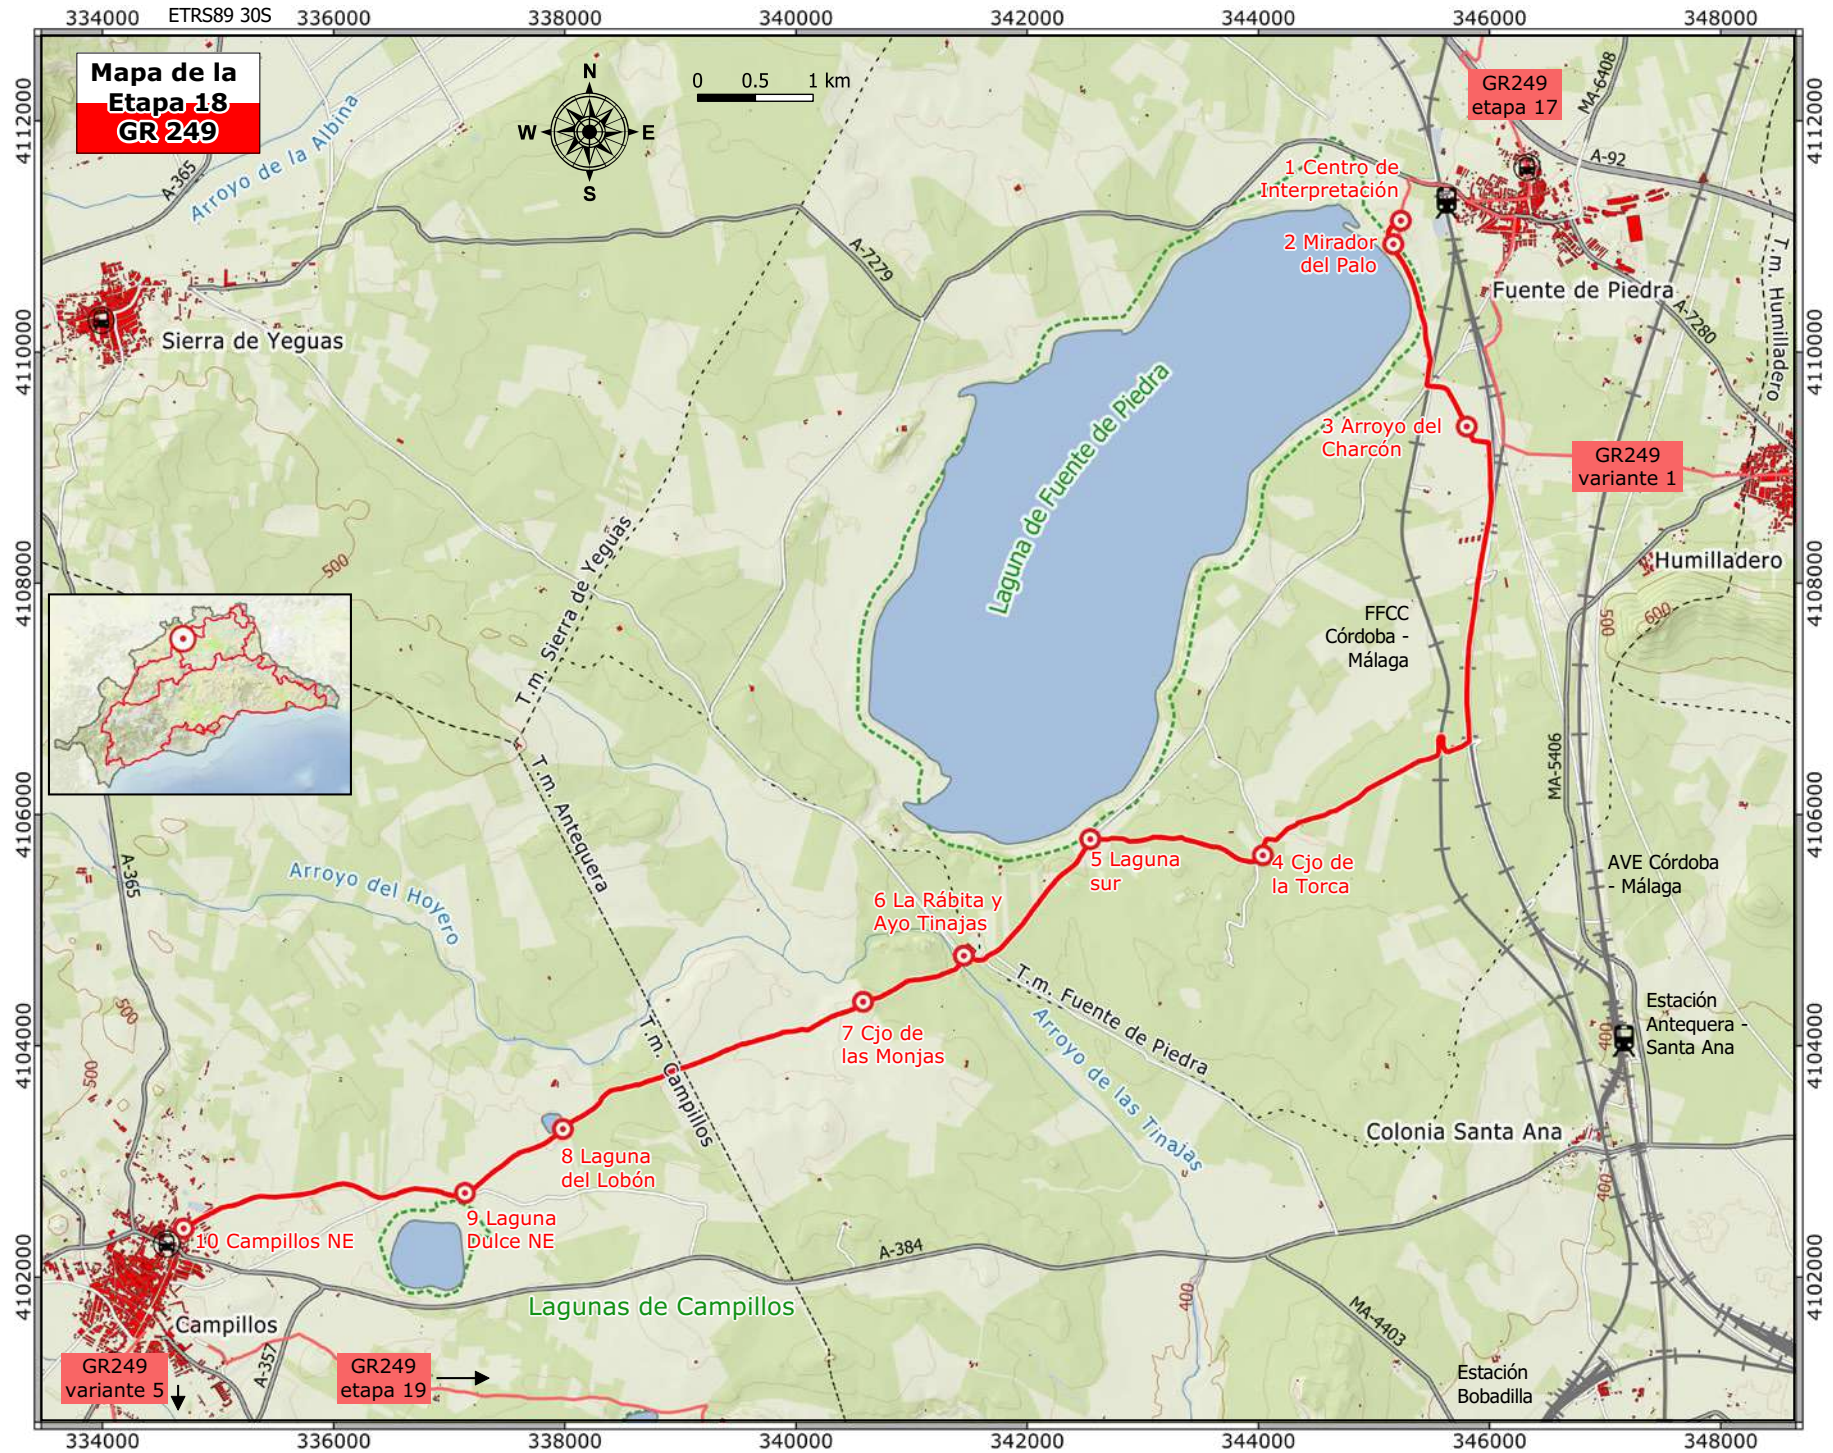 334000
ETRS89 30S
336000
338000
340000
342000
344000
346000
348000
Mapa de la
Etapa 18
GR 249
N
W
E
S
0 0.5 1 km
GR249
etapa 17
MA-6408
A-92
4112000
4112000
Arroyo de la Albina
A-365
1 Centro de
Interpretación
2 Mirador
del Palo
A-7279
Fuente de Piedra
A-7280
T.m. Humilladero
Sierra de Yeguas
4110000
4110000
Laguna de Fuente de Piedra
3 Arroyo del
Charcón
GR249
variante 1
500
T.m. Sierra de Yeguas
Humilladero
4108000
4108000
FFCC
Córdoba -
Málaga
500
600
T.m. Antequera
MA-5406
4106000
4106000
A-365
Arroyo del Hoyero
5 Laguna
sur
4 Cjo de
la Torca
AVE Córdoba
- Málaga
6 La Rábita y
Ayo Tinajas
T.m. Fuente de Piedra
500
7 Cjo de
las Monjas
Arroyo de las Tinajas
Estación
Antequera -
Santa Ana
400
4104000
4104000
500
T.m. Campillos
Colonia Santa Ana
8 Laguna
del Lobón
400
9 Laguna
Dulce NE
10 Campillos NE
A-384
4102000
4102000
400
Lagunas de Campillos
Campillos
MA-4403
A-357
GR249
variante 5
GR249
etapa 19
Estación
Bobadilla
334000
336000
338000
340000
342000
344000
346000
348000